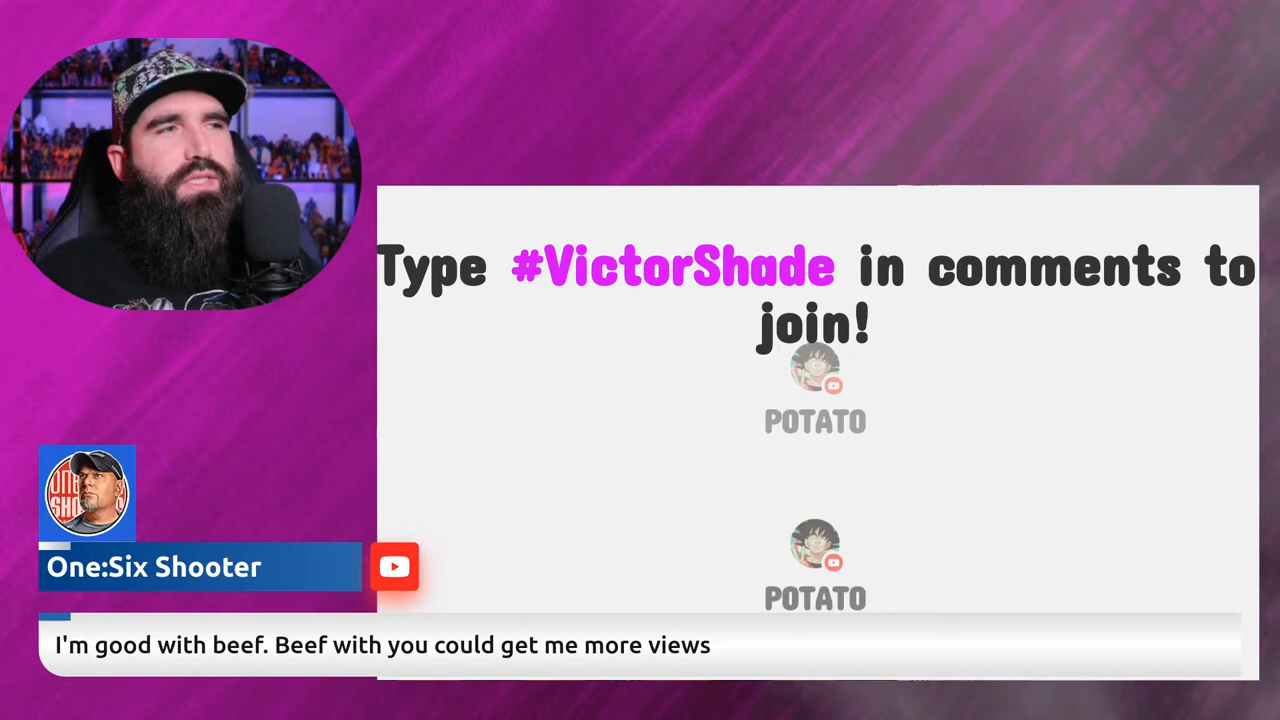 Type #VictorShade in comments to
join!
POTATO
POTATO
One:Six Shooter
I'm good with beef. Beef with you could get me more views